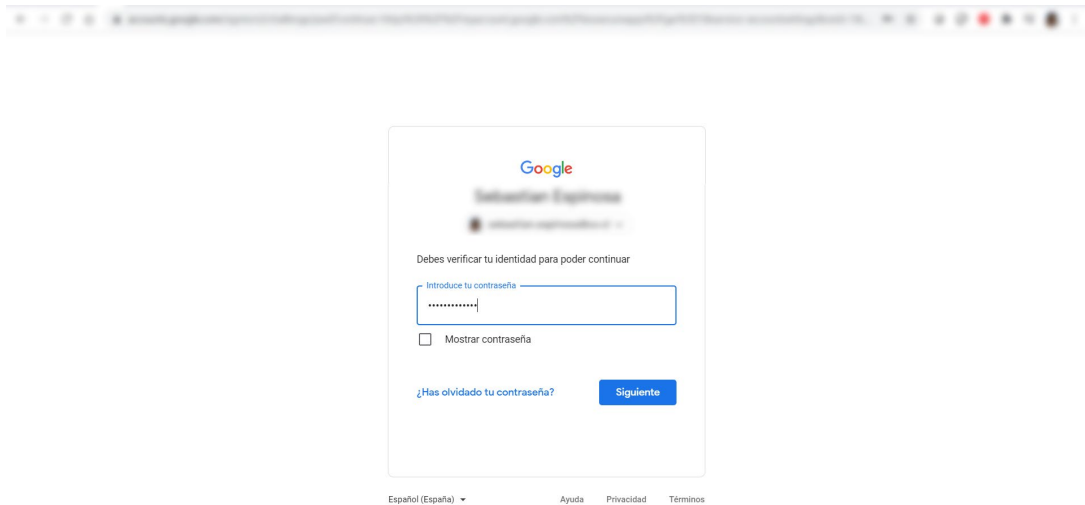 Google
Debes verificar tu identidad para poder continuar
Introduce tu contraseña
•••••••••••••
Mostrar contraseña
¿Has olvidado tu contraseña?
Siguiente
Español (España)
Ayuda Privacidad Términos